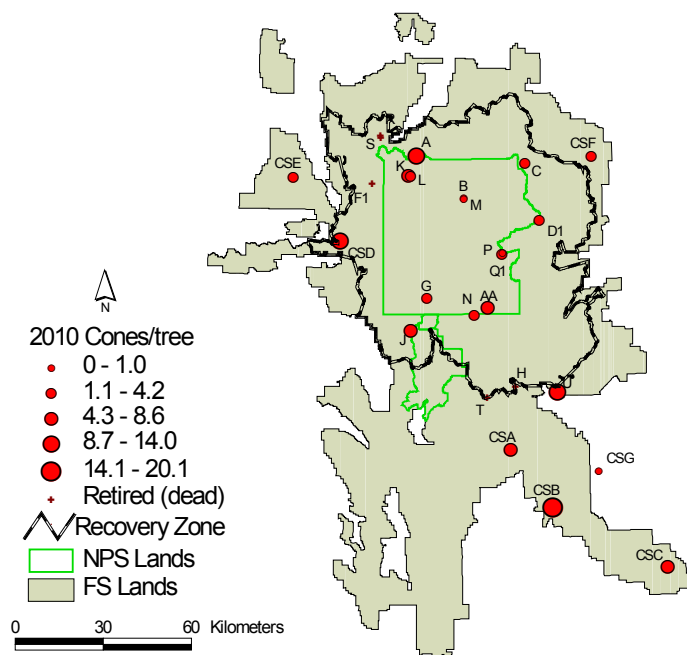 S
A
CSF
CSE
K
L
C
F1
B
M
D1
CSD
P
Q1
G
N
AA
J
H
U
T
CSA
CSG
CSB
CSC
N
2010 Cones/tree
0 - 1.0
1.1 - 4.2
4.3 - 8.6
8.7 - 14.0
14.1 - 20.1
Retired (dead)
Recovery Zone
NPS Lands
FS Lands
0 30 60 Kilometers